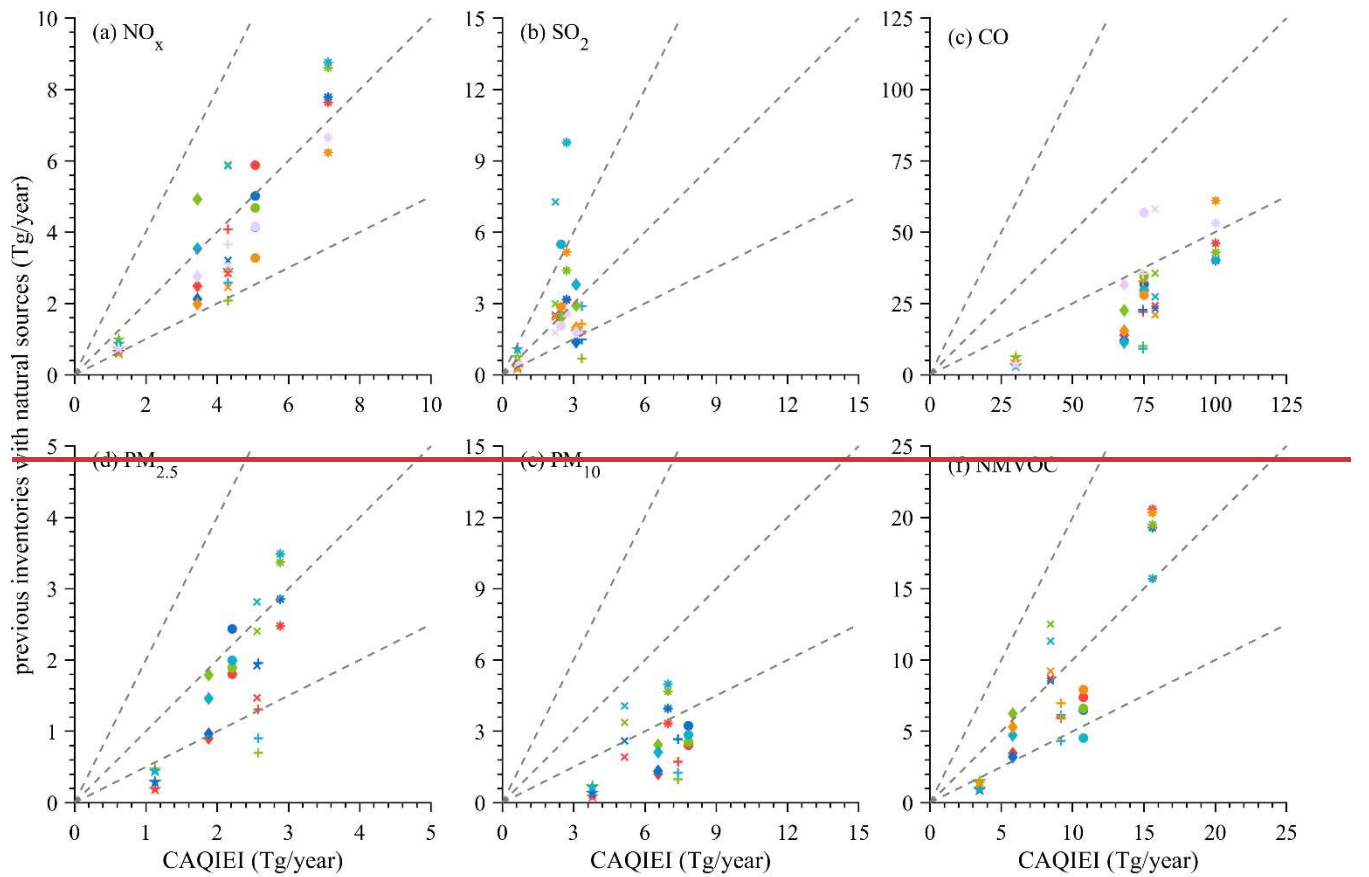 (a) NOx
(b) SO2
(c) CO
10
8
6
4
2
0
0 2 4 6 8 10
15
12
9
6
3
0
0 3 6 9 12 15
125
100
75
50
25
0
0 25 50 75 100 125
previous inventories with natural sources (Tg/year)
(d) PM2.5
(e) PM10
(f) NMVOC
5
4
3
2
1
0
0 1 2 3 4 5
15
12
9
6
3
0
0 3 6 9 12 15
25
20
15
10
5
0
0 5 10 15 20 25
CAQIEI (Tg/year)
CAQIEI (Tg/year)
CAQIEI (Tg/year)